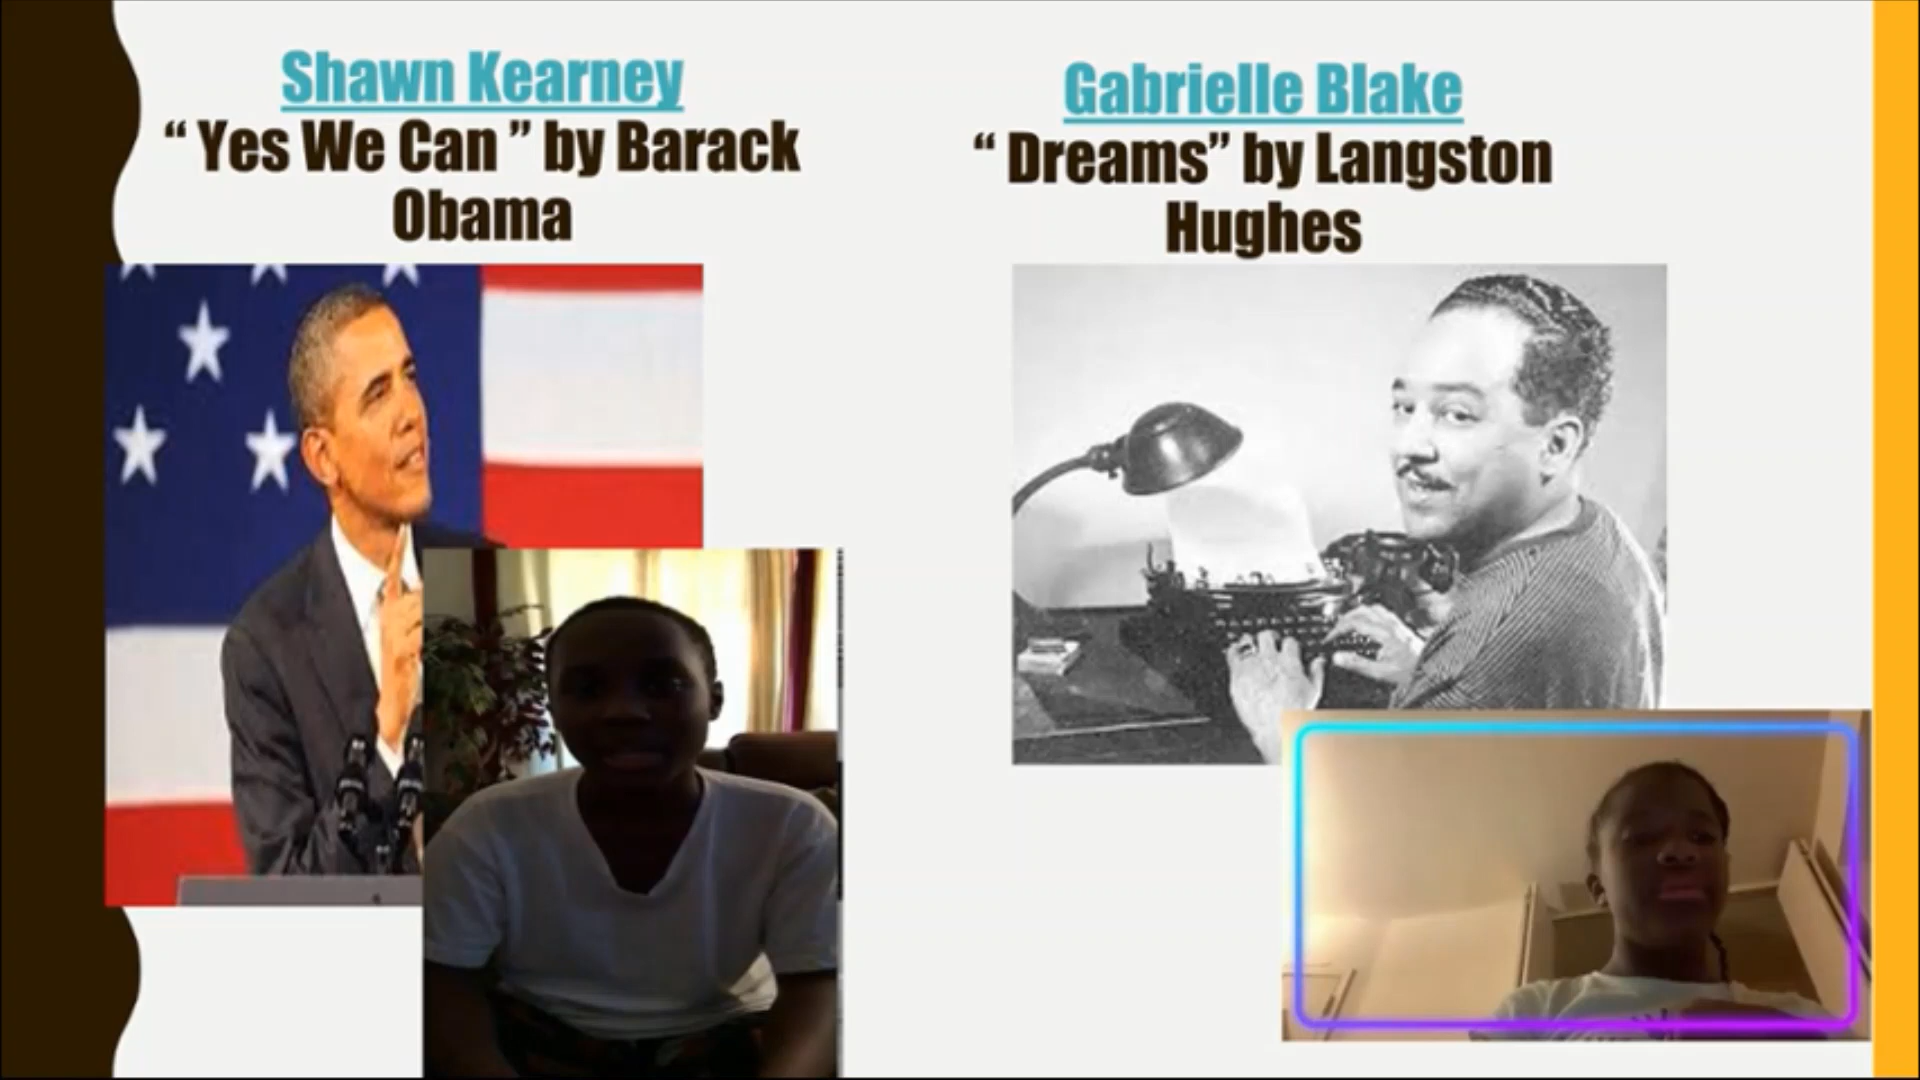 Shawn Kearney
“ Yes We Can ” by Barack
Obama
Gabrielle Blake
“ Dreams” by Langston
Hughes